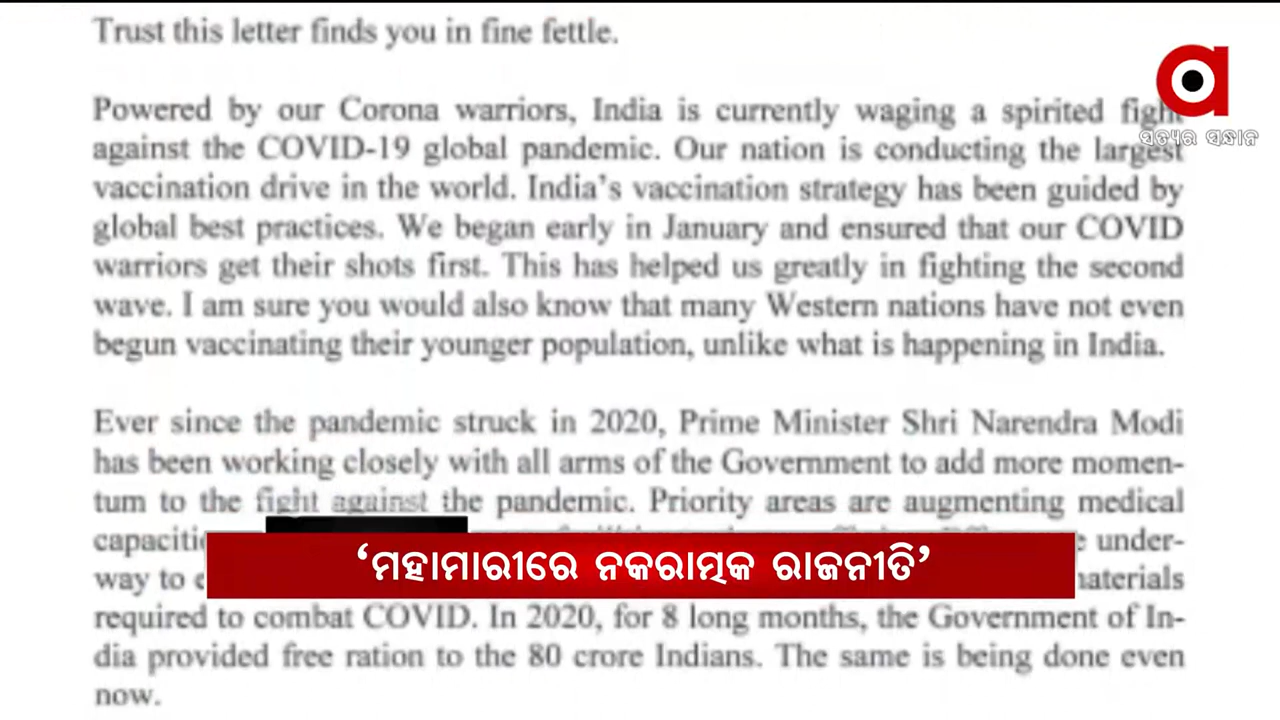 Trust this letter finds you in fine fettle.
Powered by our Corona warriors, India is currently waging a spirited fight
against the COVID-19 global pandemic. Our nation is conducting the largest
vaccination drive in the world. India's vaccination strategy has been guided by
global best practices. We began early in January and ensured that our COVID
warriors get their shots first. This has helped us greatly in fighting the second
wave. I am sure you would also know that many Western nations have not even
begun vaccinating their younger population, unlike what is happening in India.
Ever since the pandemic struck in 2020, Prime Minister Shri Narendra Modi
has been working closely with all arms of the Government to add more momen-
tum to the fight against the pandemic. Priority areas are augmenting medical
under-
way to
required to combat COVID. In 2020, for 8 long months, the Government of In-
dia provided free ration to the 80 crore Indians. The same is being done even
now.
a
ସତ୍ୟର ସନ୍ଧାନ
‘ମହାମାରୀରେ ନକରାତ୍ମକ ରାଜନୀତି’